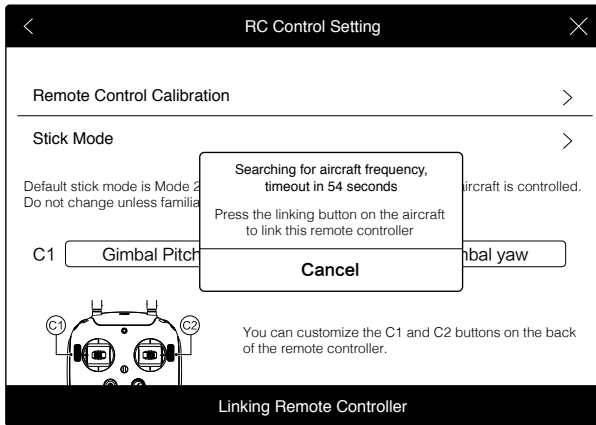 RC Control Setting
Remote Control Calibration
Stick Mode
Searching for aircraft frequency,
timeout in 54 seconds
Press the linking button on the aircraft
to link this remote controller
Cancel
Default stick mode is Mode 2 ircraft is controlled.
Do not change unless familia
C1 Gimbal Pitch bal yaw
C1 C2
You can customize the C1 and C2 buttons on the back
of the remote controller.
Linking Remote Controller